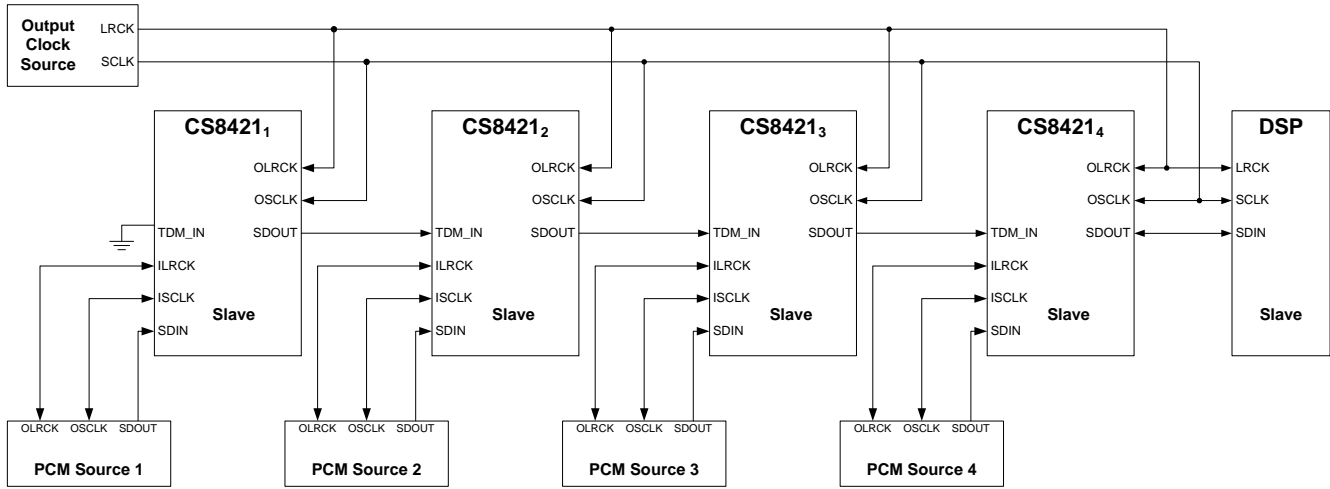 Output
Clock
Source
LRCK
SCLK
CS8421₁
OLRCK
OSCLK
TDM_IN
SDOUT
ILRCK
ISCLK
Slave
SDIN
CS8421₂
OLRCK
OSCLK
TDM_IN
SDOUT
ILRCK
ISCLK
Slave
SDIN
CS8421₃
OLRCK
OSCLK
TDM_IN
SDOUT
ILRCK
ISCLK
Slave
SDIN
CS8421₄
OLRCK
OSCLK
TDM_IN
SDOUT
ILRCK
ISCLK
Slave
SDIN
DSP
LRCK
SCLK
SDIN
Slave
OLRCK OSCLK SDOUT
PCM Source 1
OLRCK OSCLK SDOUT
PCM Source 2
OLRCK OSCLK SDOUT
PCM Source 3
OLRCK OSCLK SDOUT
PCM Source 4